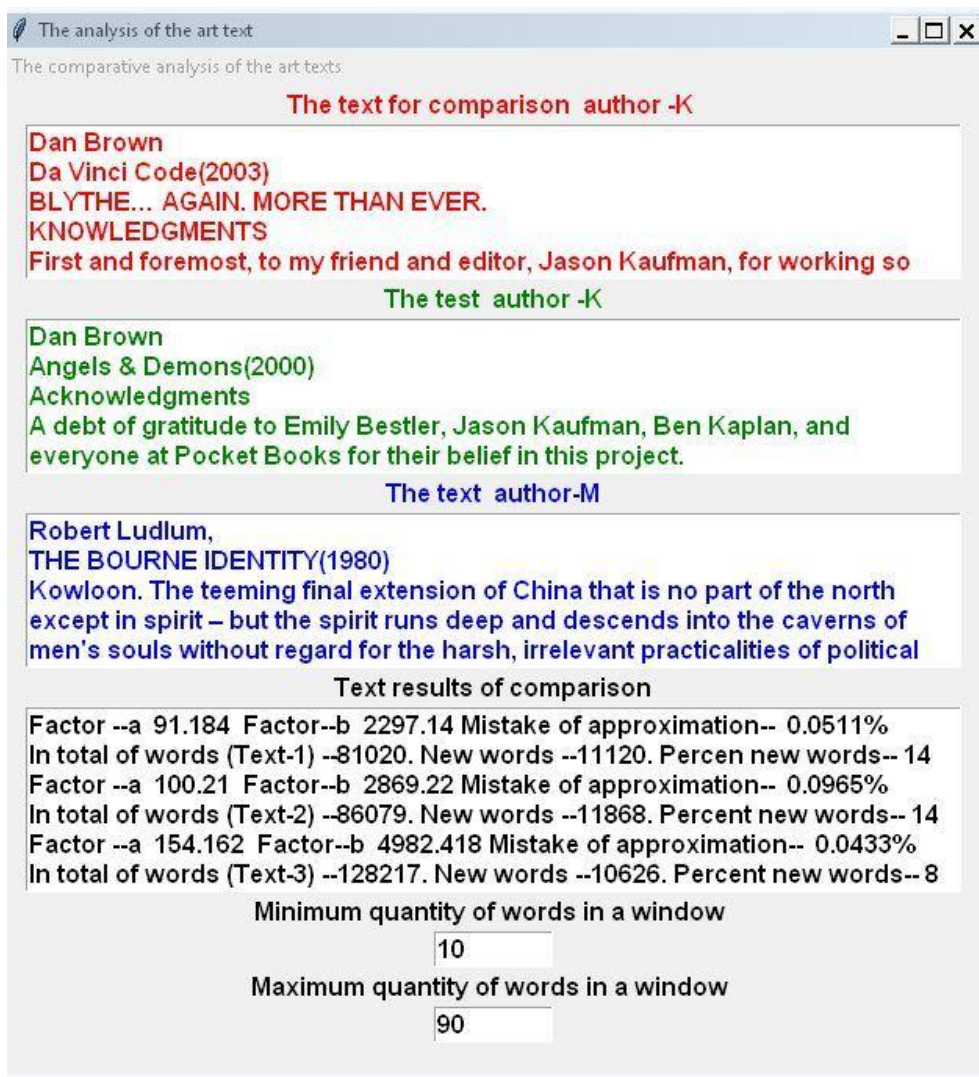 The analysis of the art text
The comparative analysis of the art texts
The text for comparison author -K
Dan Brown
Da Vinci Code(2003)
BLYTHE... AGAIN. MORE THAN EVER.
KNOWLEDGMENTS
First and foremost, to my friend and editor, Jason Kaufman, for working so
The test author -K
Dan Brown
Angels & Demons(2000)
Acknowledgments
A debt of gratitude to Emily Bestler, Jason Kaufman, Ben Kaplan, and
everyone at Pocket Books for their belief in this project.
The text author-M
Robert Ludlum,
THE BOURNE IDENTITY(1980)
Kowloon. The teeming final extension of China that is no part of the north
except in spirit – but the spirit runs deep and descends into the caverns of
men's souls without regard for the harsh, irrelevant practicalities of political
Text results of comparison
Factor --a 91.184 Factor--b 2297.14 Mistake of approximation-- 0.0511%
In total of words (Text-1) --81020. New words --11120. Percen new words-- 14
Factor --a 100.21 Factor--b 2869.22 Mistake of approximation-- 0.0965%
In total of words (Text-2) --86079. New words --11868. Percent new words-- 14
Factor --a 154.162 Factor--b 4982.418 Mistake of approximation-- 0.0433%
In total of words (Text-3) --128217. New words --10626. Percent new words-- 8
Minimum quantity of words in a window
10
Maximum quantity of words in a window
90